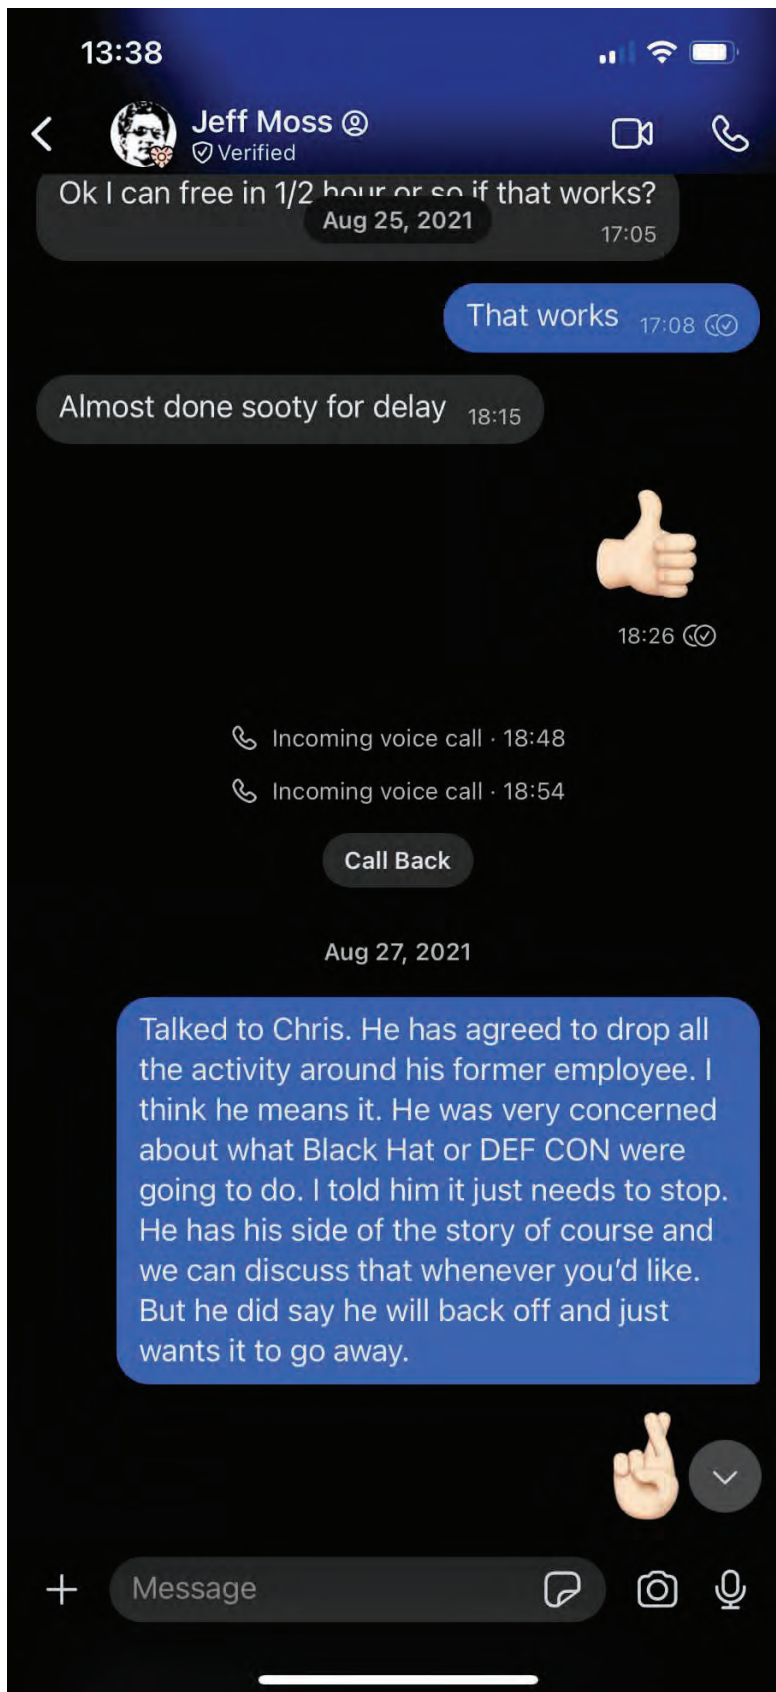 13:38
Jeff Moss
Verified
Ok I can free in 1/2 hour or so if that works?
Aug 25, 2021
17:05
That works 17:08
Almost done sooty for delay 18:15
18:26
Incoming voice call · 18:48
Incoming voice call · 18:54
Call Back
Aug 27, 2021
Talked to Chris. He has agreed to drop all
the activity around his former employee. I
think he means it. He was very concerned
about what Black Hat or DEF CON were
going to do. I told him it just needs to stop.
He has his side of the story of course and
we can discuss that whenever you'd like.
But he did say he will back off and just
wants it to go away.
Message